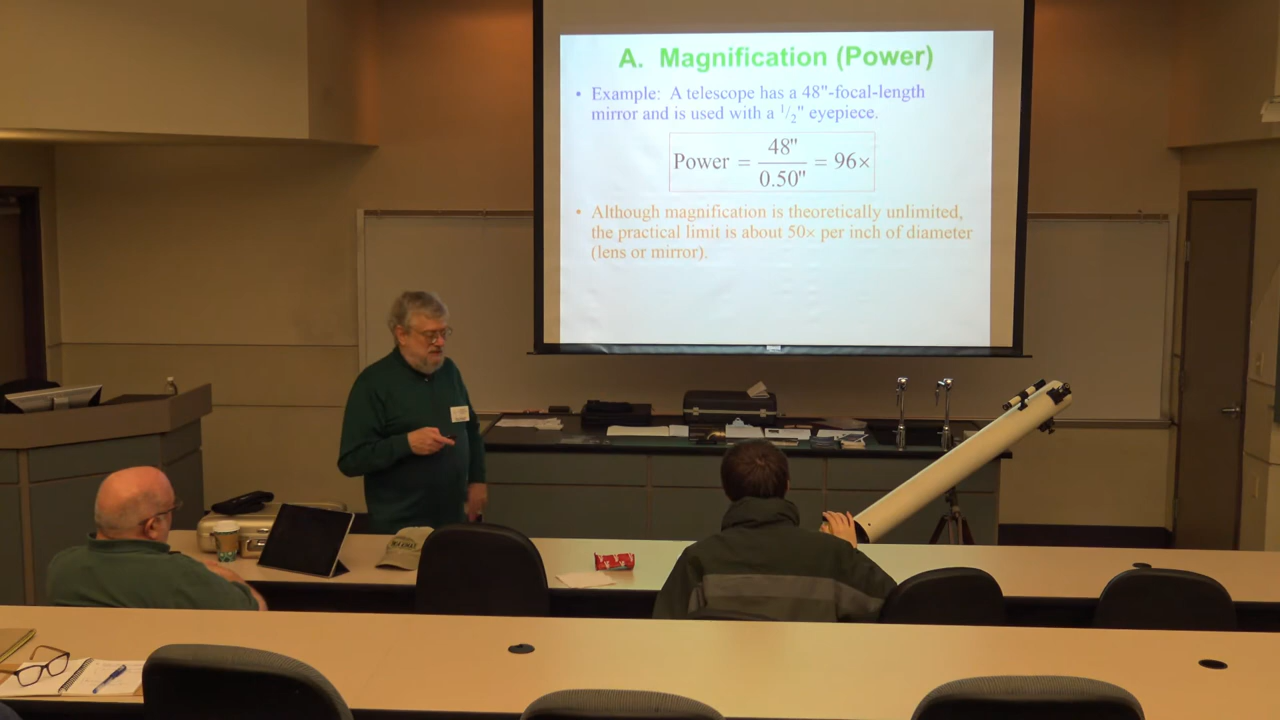 A. Magnification (Power)
• Example: A telescope has a 48"-focal-length
mirror and is used with a 1/2" eyepiece.
Power = 48" / 0.50" = 96×
• Although magnification is theoretically unlimited,
the practical limit is about 50× per inch of diameter
(lens or mirror).